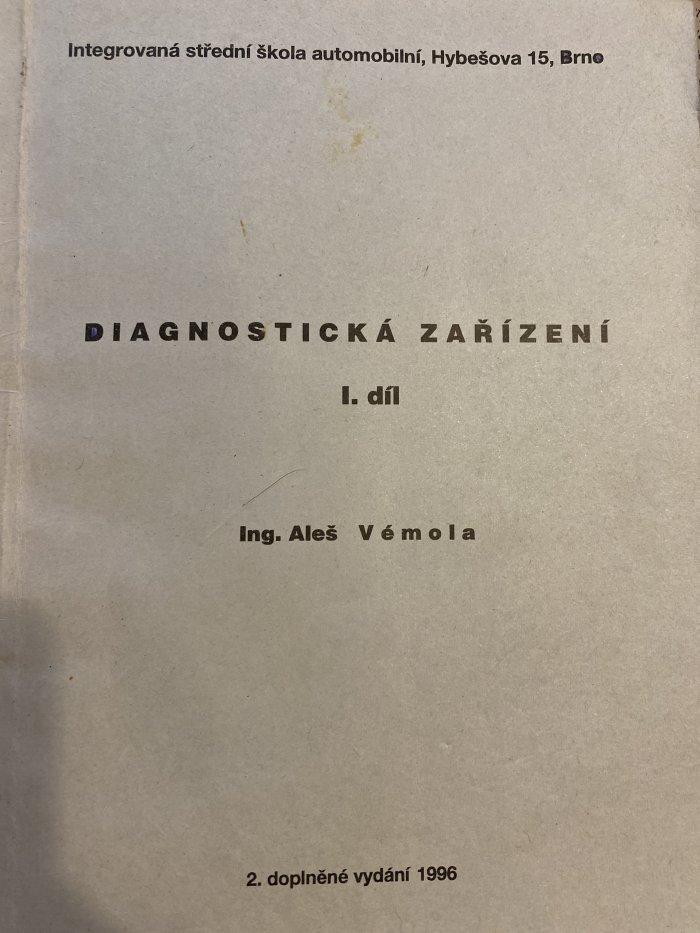 Integrovaná střední škola automobilní, Hybešova 15, Brno
DIAGNOSTICKÁ ZAŘÍZENÍ
I. díl
Ing. Aleš Vémola
2. doplněné vydání 1996